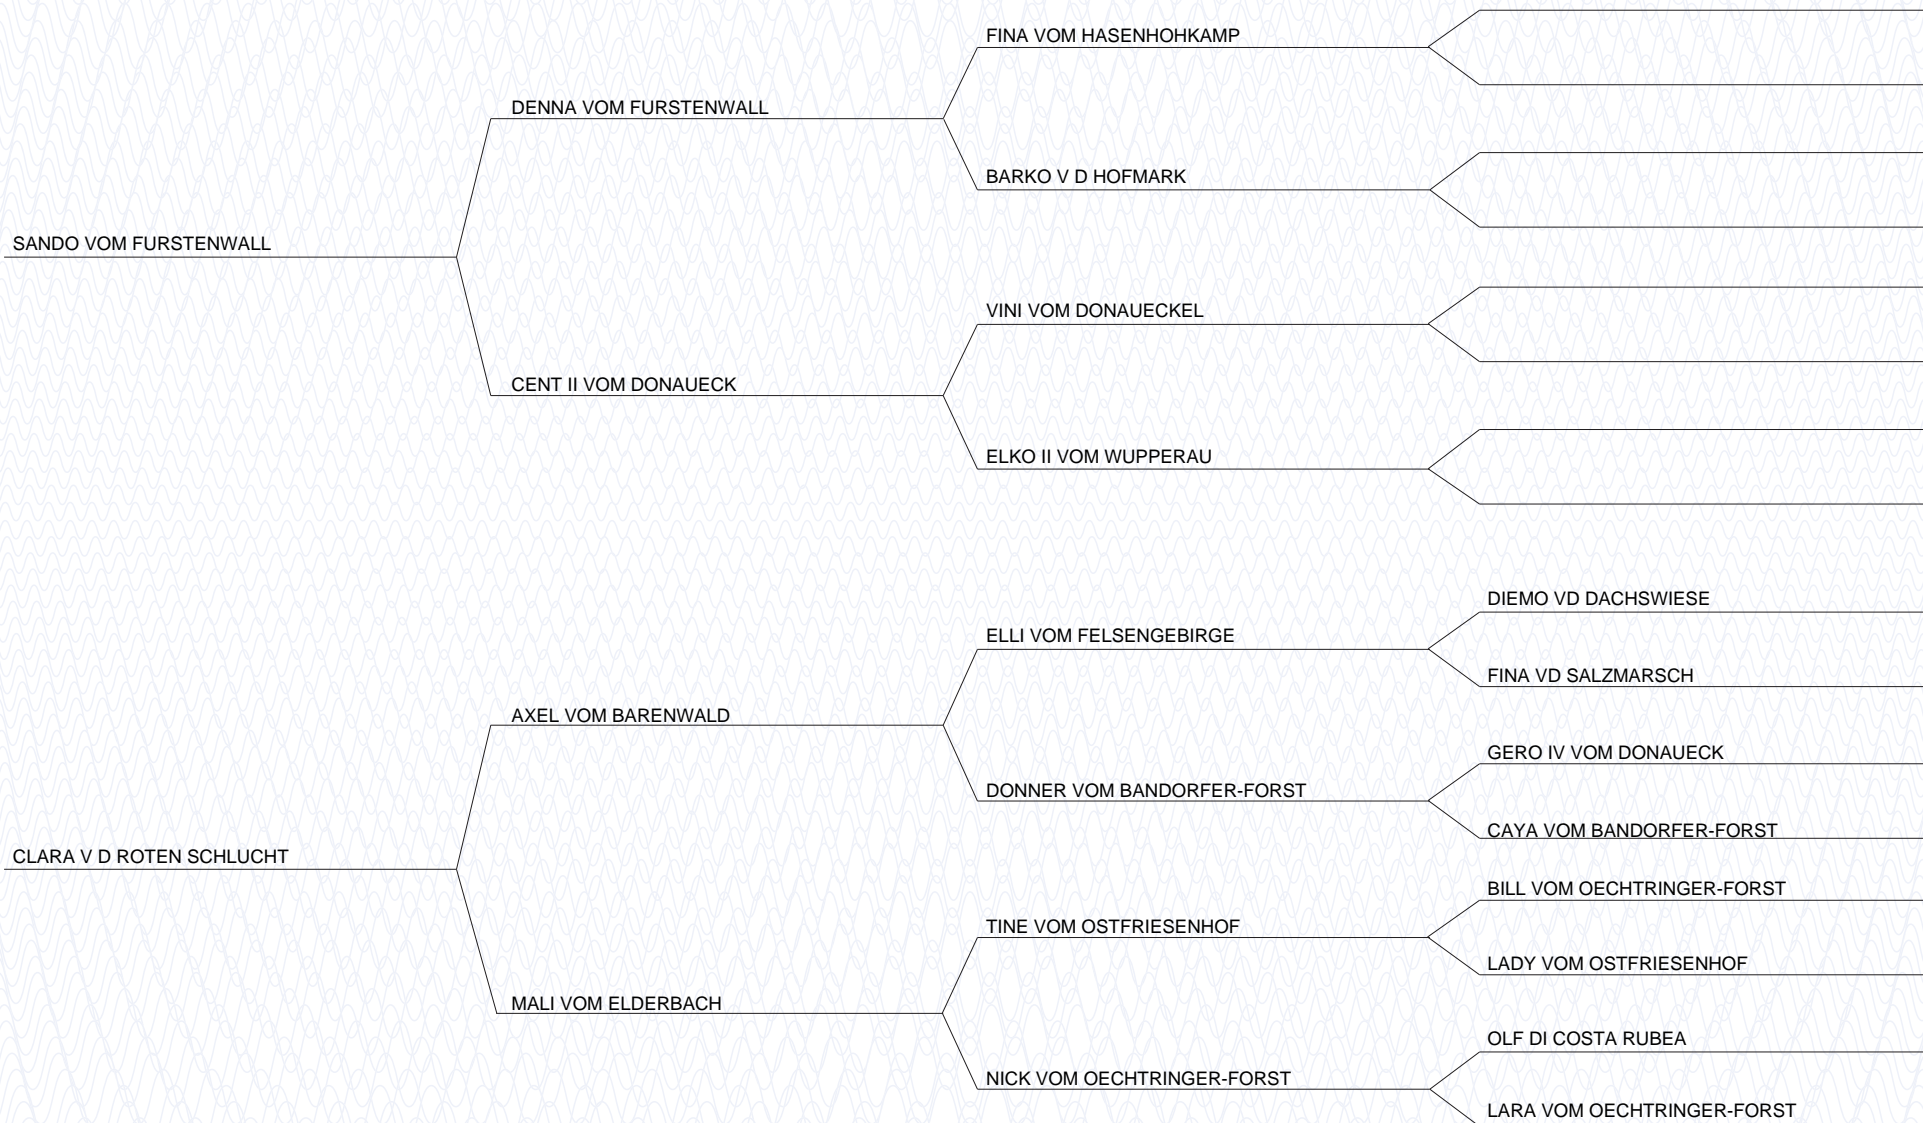 SANDO VOM FURSTENWALL
DENNA VOM FURSTENWALL
FINA VOM HASENHOHKAMP
BARKO V D HOFMARK
CENT II VOM DONAUECK
VINI VOM DONAUECKEL
ELKO II VOM WUPPERAU
CLARA V D ROTEN SCHLUCHT
AXEL VOM BARENWALD
ELLI VOM FELSENGEBIRGE
DIEMO VD DACHSWIESE
FINA VD SALZMARSCH
DONNER VOM BANDORFER-FORST
GERO IV VOM DONAUECK
CAYA VOM BANDORFER-FORST
MALI VOM ELDERBACH
TINE VOM OSTFRIESENHOF
BILL VOM OECHTRINGER-FORST
LADY VOM OSTFRIESENHOF
NICK VOM OECHTRINGER-FORST
OLF DI COSTA RUBEA
LARA VOM OECHTRINGER-FORST